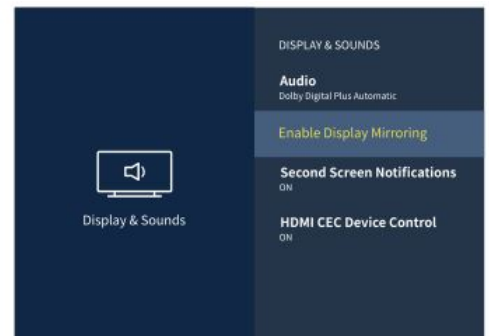 DISPLAY & SOUNDS
Audio
Dolby Digital Plus Automatic
Enable Display Mirroring
Second Screen Notifications
ON
HDMI CEC Device Control
ON
Display & Sounds